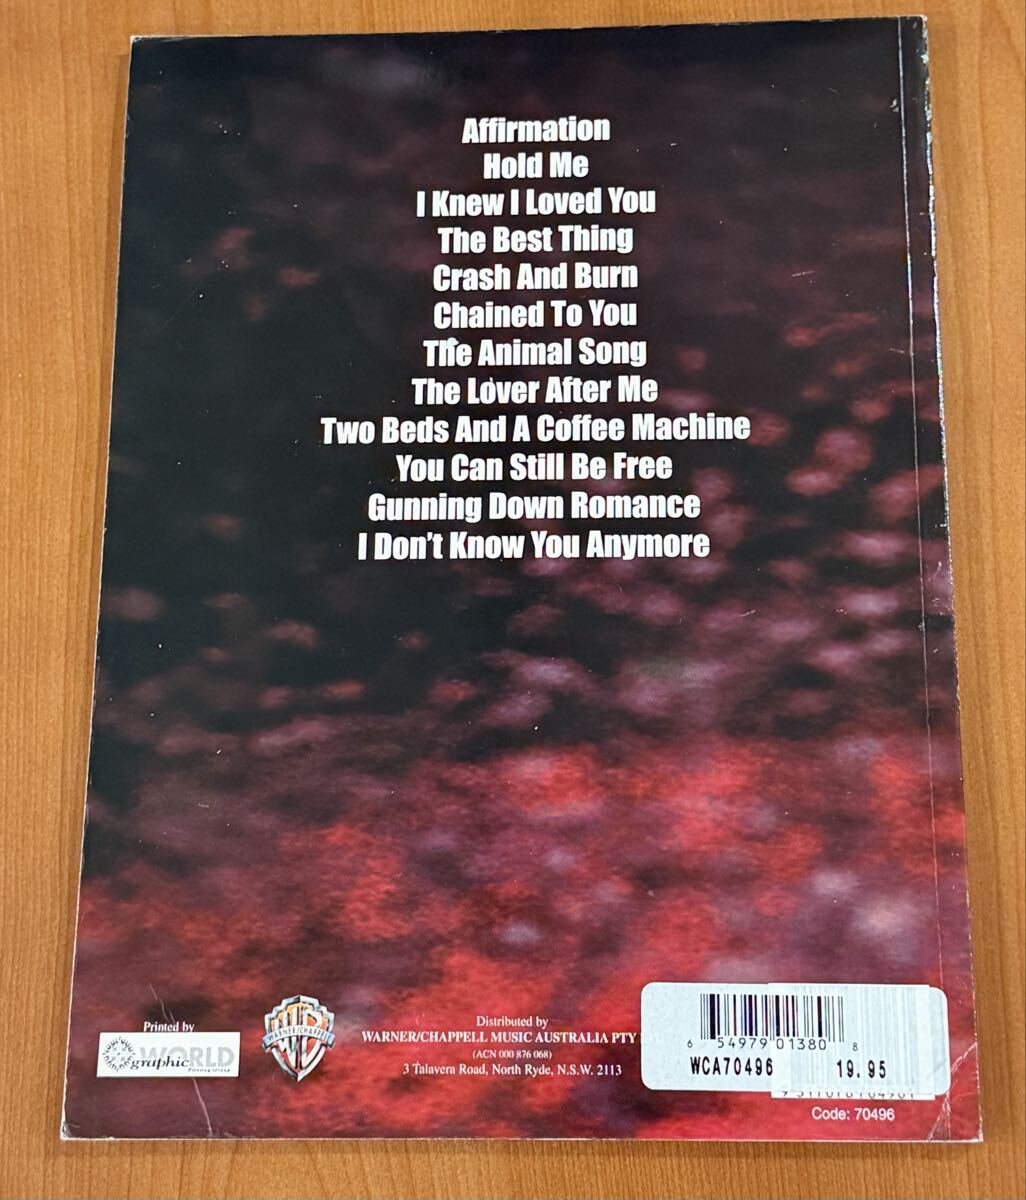 Affirmation
Hold Me
I Knew I Loved You
The Best Thing
Crash And Burn
Chained To You
The Animal Song
The Lover After Me
Two Beds And A Coffee Machine
You Can Still Be Free
Gunning Down Romance
I Don't Know You Anymore
Printed by
graphic WORLD
WARNER/CHAPPELL
Distributed by
WARNER/CHAPPELL MUSIC AUSTRALIA PTY
(ACN 000 876 068)
3 Talavera Road, North Ryde, N.S.W. 2113
6 54979 01380 8
WCA70496 19.95
Code: 70496